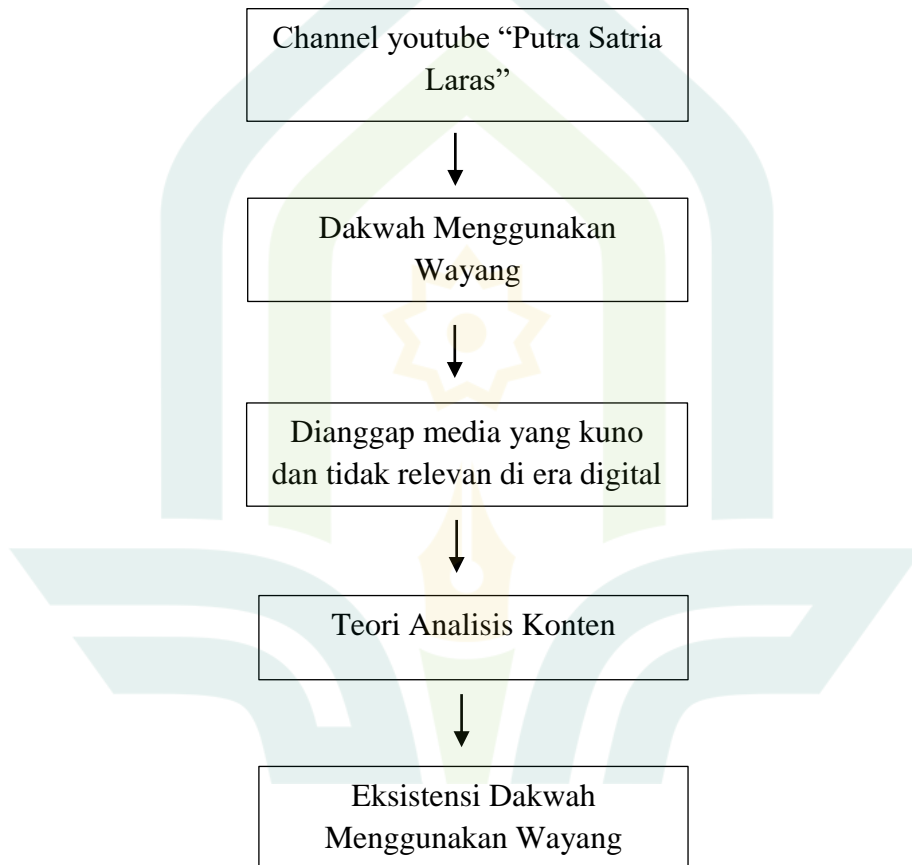 Channel youtube “Putra Satria
Laras”
Dakwah Menggunakan
Wayang
Dianggap media yang kuno
dan tidak relevan di era digital
Teori Analisis Konten
Eksistensi Dakwah
Menggunakan Wayang